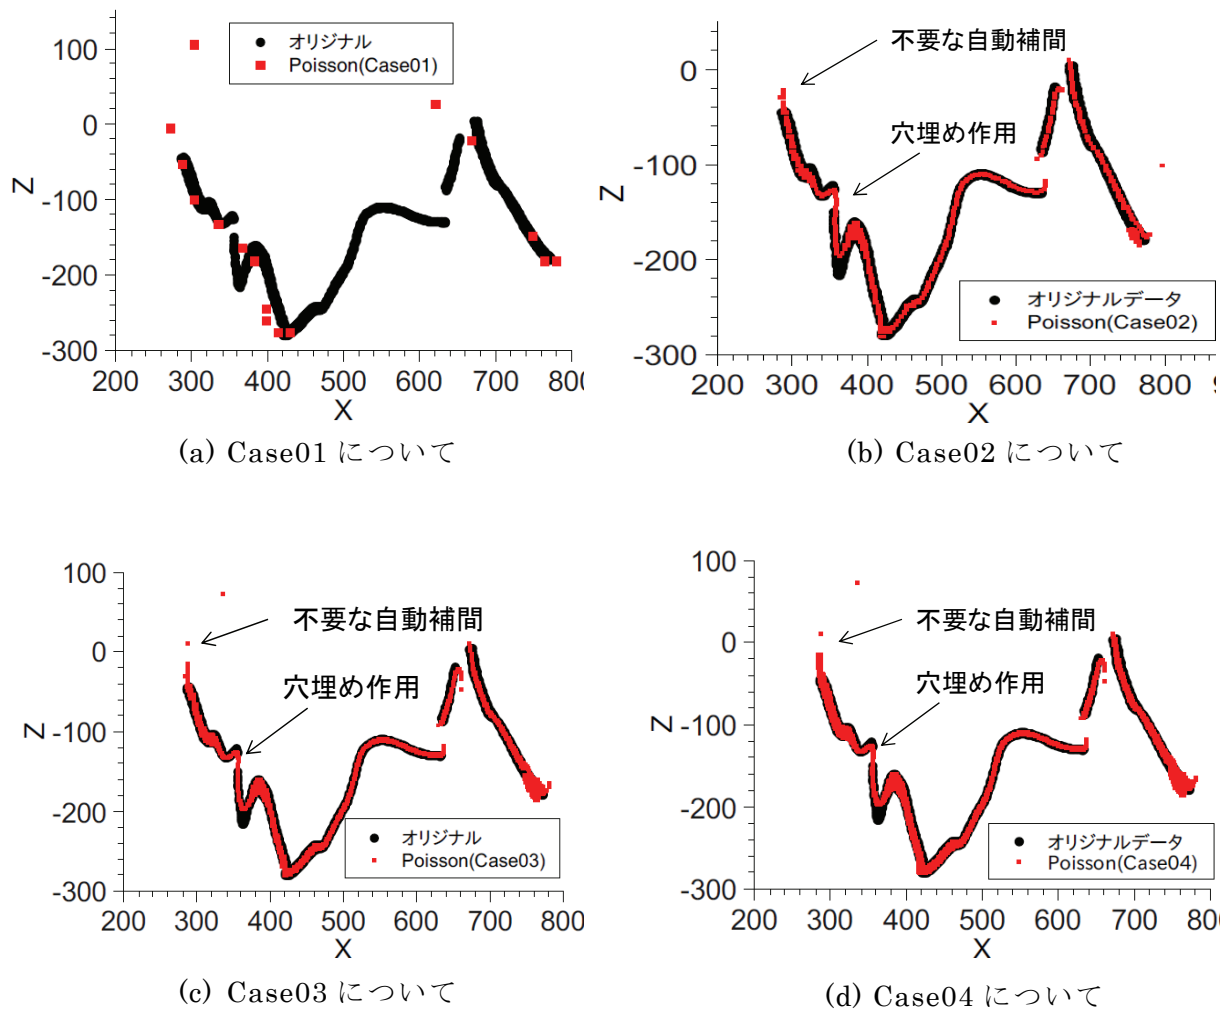 オリジナル
Poisson(Case01)
100
0
-100
-200
-300
Z
200 300 400 500 600 700 800
X
(a) Case01 について
不要な自動補間
穴埋め作用
オリジナルデータ
Poisson(Case02)
0
-100
-200
-300
Z
200 300 400 500 600 700 800
X
(b) Case02 について
100
0
-100
-200
-300
Z
不要な自動補間
穴埋め作用
オリジナル
Poisson(Case03)
200 300 400 500 600 700 800
X
(c) Case03 について
100
0
-100
-200
-300
Z
不要な自動補間
穴埋め作用
オリジナルデータ
Poisson(Case04)
200 300 400 500 600 700 800
X
(d) Case04 について